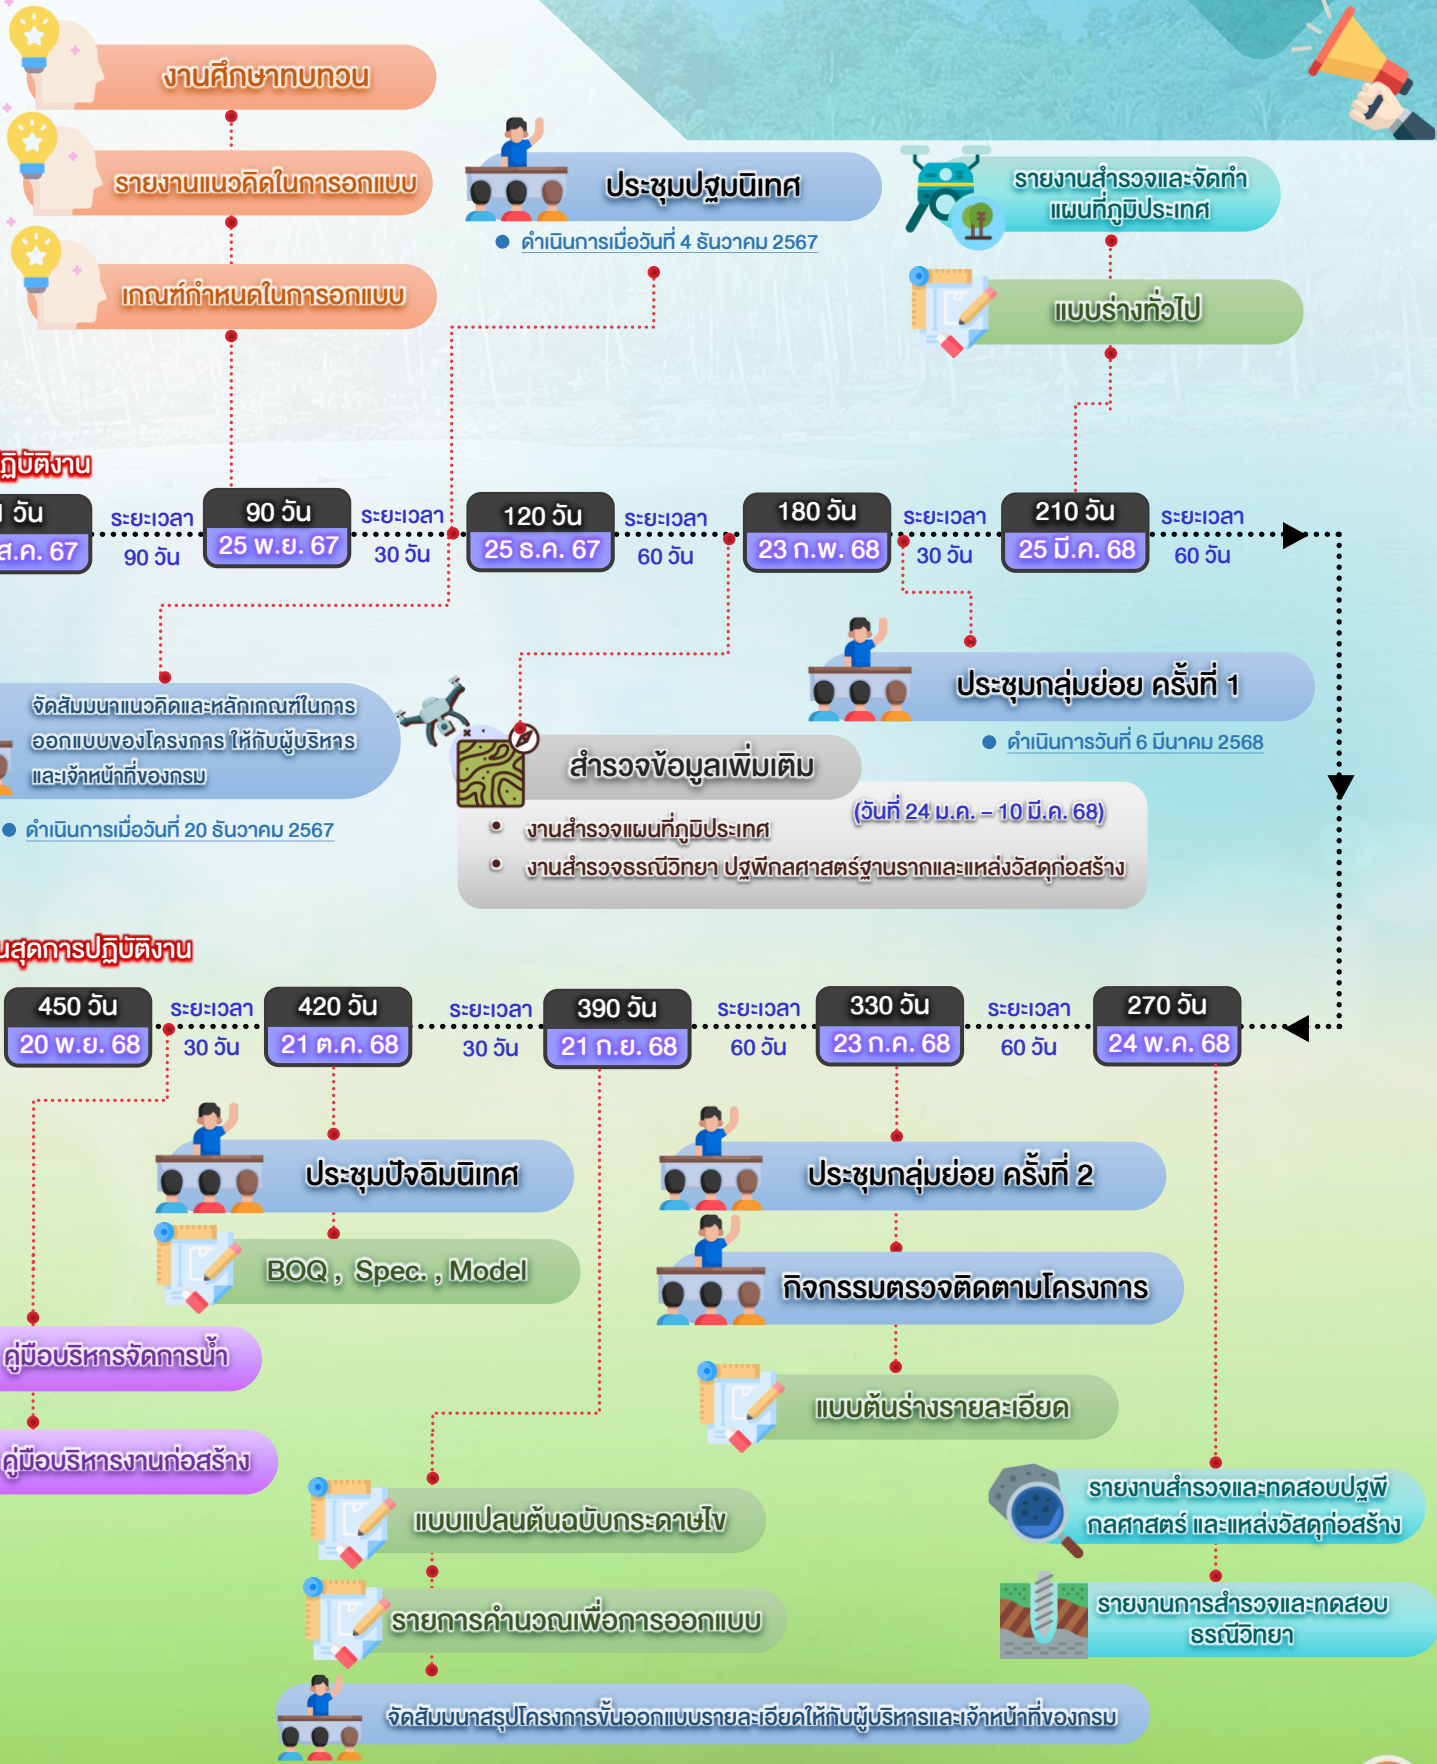 งานศึกษาทบทวน
รายงานแนวคิดในการอกแบบ
เกณฑ์กำหนดในการอกแบบ
ประชุมปฐมนิเทศ
ดำเนินการเมื่อวันที่ 4 ธันวาคม 2567
รายงานสำรวจและจัดทำ
แผนที่ภูมิประเทศ
แบบร่างทั่วไป
ปฏิบัติงาน
วัน
ส.ค. 67
ระยะเวลา
90 วัน
90 วัน
25 พ.ย. 67
ระยะเวลา
30 วัน
120 วัน
25 ธ.ค. 67
ระยะเวลา
60 วัน
180 วัน
23 ก.พ. 68
ระยะเวลา
30 วัน
210 วัน
25 มี.ค. 68
ระยะเวลา
60 วัน
จัดสัมมนาแนวคิดและหลักเกณฑ์ในการ
ออกแบบของโครงการ ให้กับผู้บริหาร
และเจ้าหน้าที่ของกรม
ดำเนินการเมื่อวันที่ 20 ธันวาคม 2567
สำรวจข้อมูลเพิ่มเติม
(วันที่ 24 ม.ค. – 10 มี.ค. 68)
งานสำรวจแผนที่ภูมิประเทศ
งานสำรวจธรณีวิทยา ปฐพีกลศาสตร์ฐานรากและแหล่งวัสดุก่อสร้าง
ประชุมกลุ่มย่อย ครั้งที่ 1
ดำเนินการวันที่ 6 มีนาคม 2568
นสุดการปฏิบัติงาน
450 วัน
20 พ.ย. 68
ระยะเวลา
30 วัน
420 วัน
21 ต.ค. 68
ระยะเวลา
30 วัน
390 วัน
21 ก.ย. 68
ระยะเวลา
60 วัน
330 วัน
23 ก.ค. 68
ระยะเวลา
60 วัน
270 วัน
24 พ.ค. 68
ประชุมปัจฉิมนิเทศ
BOQ , Spec. , Model
คู่มือบริหารจัดการน้ำ
คู่มือบริหารงานก่อสร้าง
ประชุมกลุ่มย่อย ครั้งที่ 2
กิจกรรมตรวจติดตามโครงการ
แบบต้นร่างรายละเอียด
แบบแปลนต้นฉบับกระดาษไข
รายการคำนวณเพื่อการออกแบบ
จัดสัมมนาสรุปโครงการขั้นออกแบบรายละเอียดให้กับผู้บริหารและเจ้าหน้าที่ของกรม
รายงานสำรวจและทดสอบปฐพี
กลศาสตร์ และแหล่งวัสดุก่อสร้าง
รายงานการสำรวจและทดสอบ
ธรณีวิทยา